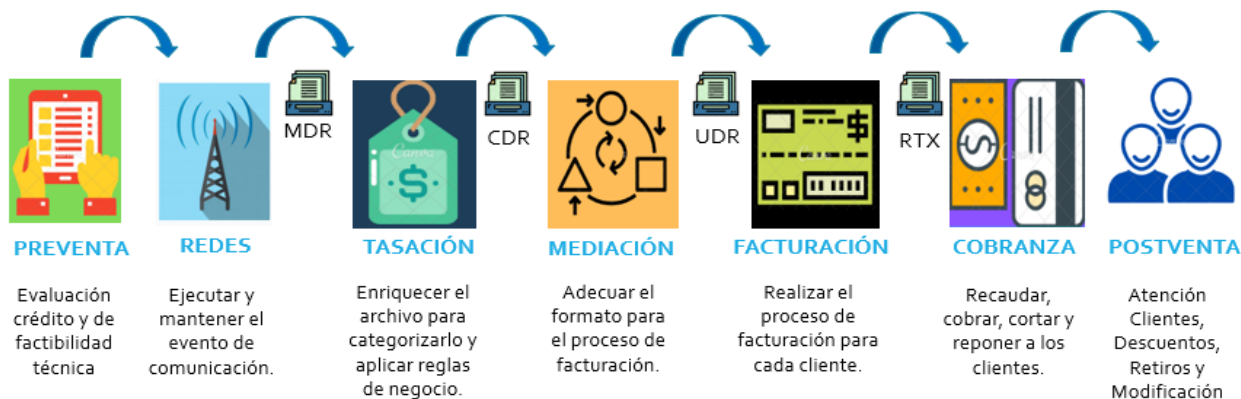 MDR
CDR
UDR
RTX
PREVENTA
REDES
TASACIÓN
MEDIACIÓN
FACTURACIÓN
COBRANZA
POSTVENTA
Evaluación
crédito y de
factibilidad
técnica
Ejecutar y
mantener el
evento de
comunicación.
Enriquecer el
archivo para
categorizarlo y
aplicar reglas
de negocio.
Adecuar el
formato para
el proceso de
facturación.
Realizar el
proceso de
facturación para
cada cliente.
Recaudar,
cobrar, cortar y
reponer a los
clientes.
Atención
Clientes,
Descuentos,
Retiros y
Modificación